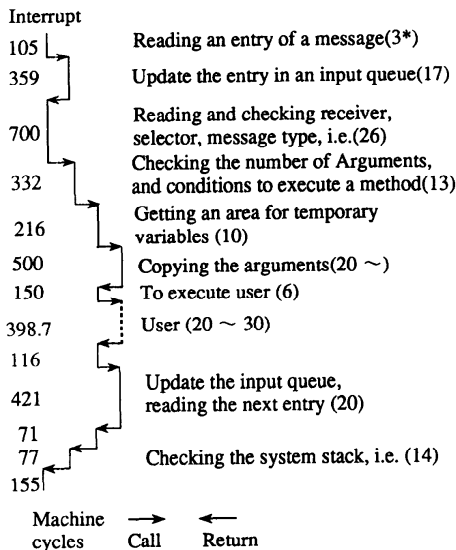 Interrupt
105 Reading an entry of a message(3*)
359 Update the entry in an input queue(17)
Reading and checking receiver,
700 selector, message type, i.e.(26)
Checking the number of Arguments,
332 and conditions to execute a method(13)
Getting an area for temporary
216 variables (10)
500 Copying the arguments(20 ~)
150 To execute user (6)
398.7 User (20 ~ 30)
116
Update the input queue,
421 reading the next entry (20)
71
77 Checking the system stack, i.e. (14)
155
Machine
cycles Call Return